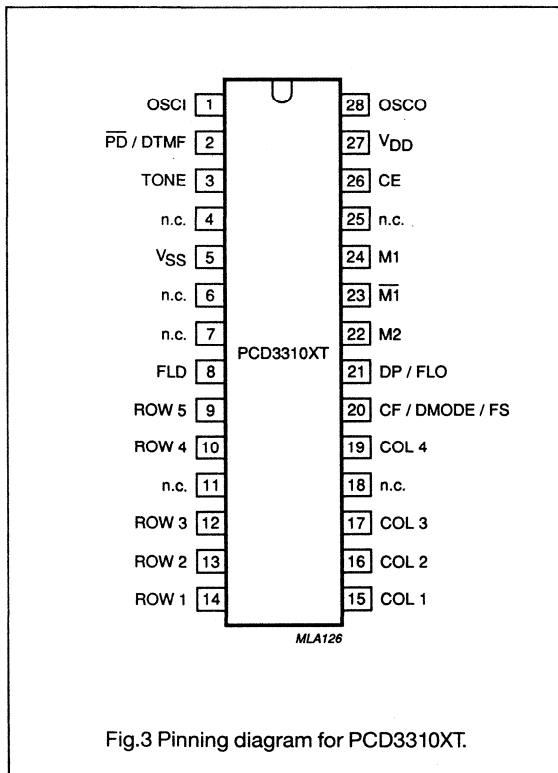 OSCI 1 28 OSCO
P̅D̅ / DTMF 2 27 VDD
TONE 3 26 CE
n.c. 4 25 n.c.
VSS 5 24 M1
n.c. 6 23 M̅1̅
n.c. 7 22 M2
PCD3310XT
FLD 8 21 DP / FLO
ROW 5 9 20 CF / DMODE / FS
ROW 4 10 19 COL 4
n.c. 11 18 n.c.
ROW 3 12 17 COL 3
ROW 2 13 16 COL 2
ROW 1 14 15 COL 1
MLA126
Fig.3 Pinning diagram for PCD3310XT.